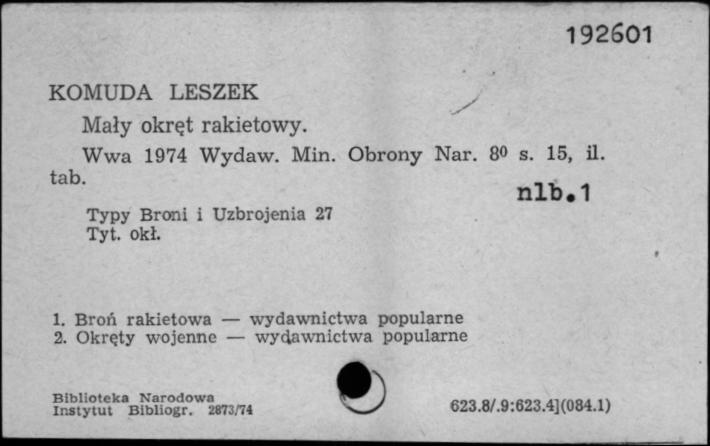 192601
KOMUDA LESZEK
Mały okręt rakietowy.
Wwa 1974 Wydaw. Min. Obrony Nar. 8⁰ s. 15, il.
tab.
nlb.1
Typy Broni i Uzbrojenia 27
Tyt. okł.
1. Broń rakietowa — wydawnictwa popularne
2. Okręty wojenne — wydawnictwa popularne
Biblioteka Narodowa
Instytut Bibliogr. 2873/74
623.8/.9:623.4](084.1)